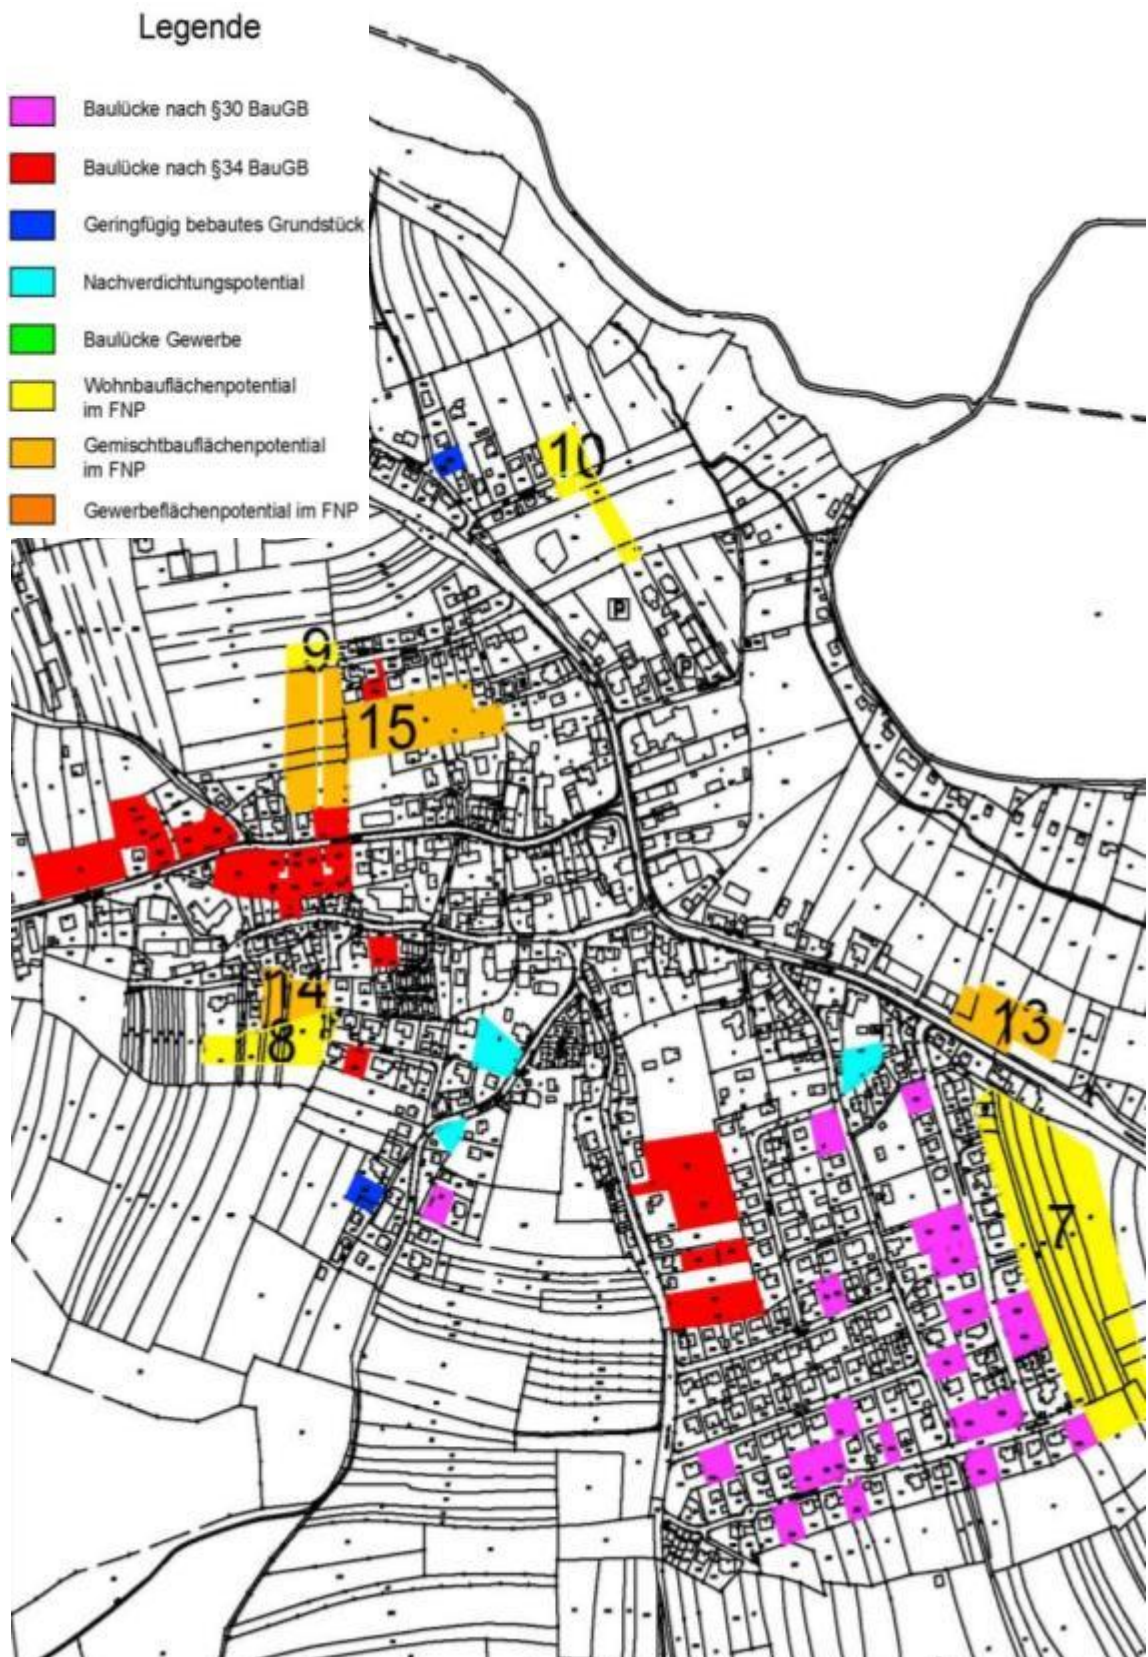 Legende
Baulücke nach §30 BauGB
Baulücke nach §34 BauGB
Geringfügig bebautes Grundstück
Nachverdichtungspotential
Baulücke Gewerbe
Wohnbauflächenpotential
im FNP
Gemischtbauflächenpotential
im FNP
Gewerbeflächenpotential im FNP
10
P
9
P
15
14
13
8
7